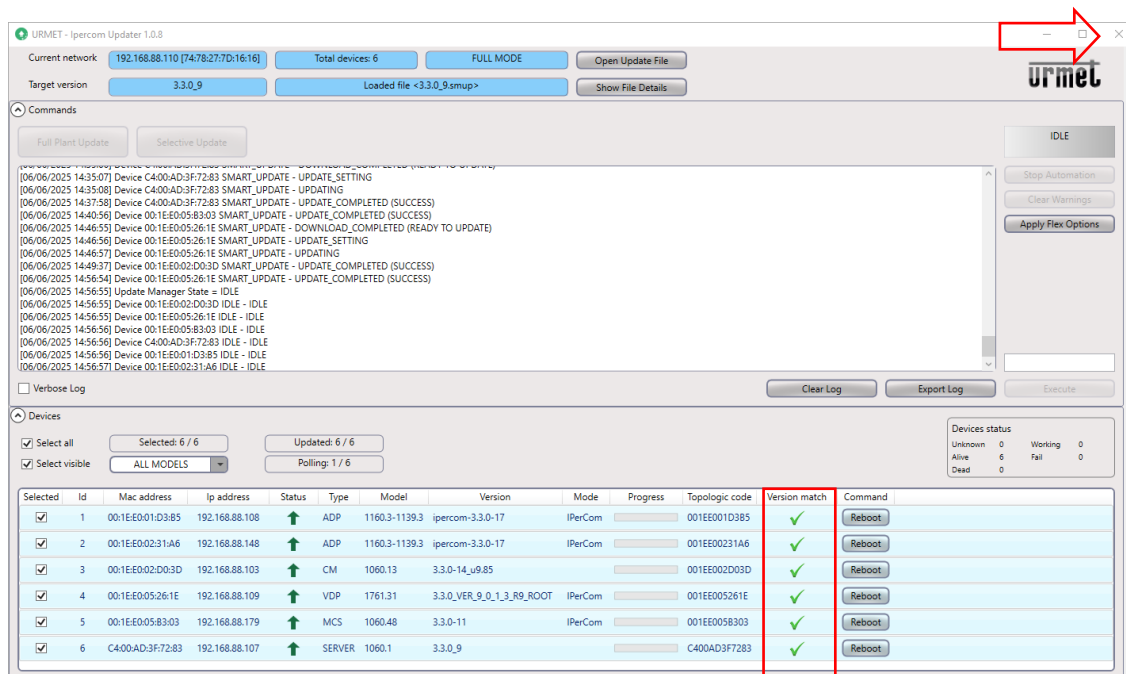 URMET - Ipercom Updater 1.0.8
Current network 192.168.88.110 [74:78:27:7D:16:16] Total devices: 6 FULL MODE Open Update File
urmet
Target version 3.3.0_9 Loaded file <3.3.0_9.smup> Show File Details
Commands
Full Plant Update Selective Update IDLE
[06/06/2025 14:35:06] Device C4:00:AD:3F:72:83 SMART_UPDATE - DOWNLOAD_COMPLETED (READY TO UPDATE)
[06/06/2025 14:35:07] Device C4:00:AD:3F:72:83 SMART_UPDATE - UPDATE_SETTING
[06/06/2025 14:35:08] Device C4:00:AD:3F:72:83 SMART_UPDATE - UPDATING
[06/06/2025 14:37:58] Device C4:00:AD:3F:72:83 SMART_UPDATE - UPDATE_COMPLETED (SUCCESS)
[06/06/2025 14:40:56] Device 00:1E:E0:05:B3:03 SMART_UPDATE - UPDATE_COMPLETED (SUCCESS)
[06/06/2025 14:46:55] Device 00:1E:E0:05:26:1E SMART_UPDATE - DOWNLOAD_COMPLETED (READY TO UPDATE)
[06/06/2025 14:46:56] Device 00:1E:E0:05:26:1E SMART_UPDATE - UPDATE_SETTING
[06/06/2025 14:46:57] Device 00:1E:E0:05:26:1E SMART_UPDATE - UPDATING
[06/06/2025 14:49:37] Device 00:1E:E0:02:D0:3D SMART_UPDATE - UPDATE_COMPLETED (SUCCESS)
[06/06/2025 14:56:54] Device 00:1E:E0:05:26:1E SMART_UPDATE - UPDATE_COMPLETED (SUCCESS)
[06/06/2025 14:56:55] Update Manager State = IDLE
[06/06/2025 14:56:55] Device 00:1E:E0:02:D0:3D IDLE - IDLE
[06/06/2025 14:56:55] Device 00:1E:E0:05:26:1E IDLE - IDLE
[06/06/2025 14:56:56] Device 00:1E:E0:05:B3:03 IDLE - IDLE
[06/06/2025 14:56:56] Device C4:00:AD:3F:72:83 IDLE - IDLE
[06/06/2025 14:56:56] Device 00:1E:E0:01:D3:B5 IDLE - IDLE
[06/06/2025 14:56:57] Device 00:1E:E0:02:31:A6 IDLE - IDLE
Stop Automation
Clear Warnings
Apply Flex Options
Verbose Log Clear Log Export Log Execute
Devices
Select all Selected: 6 / 6 Updated: 6 / 6
Select visible ALL MODELS Polling: 1 / 6
Devices status
Unknown 0 Working 0
Alive 6 Fail 0
Dead 0
Selected Id Mac address Ip address Status Type Model Version Mode Progress Topologic code Version match Command
1 00:1E:E0:01:D3:B5 192.168.88.108 ADP 1160.3-1139.3 ipercom-3.3.0-17 IPerCom 001EE001D3B5 Reboot
2 00:1E:E0:02:31:A6 192.168.88.148 ADP 1160.3-1139.3 ipercom-3.3.0-17 IPerCom 001EE00231A6 Reboot
3 00:1E:E0:02:D0:3D 192.168.88.103 CM 1060.13 3.3.0-14_u9.85 IPerCom 001EE002D03D Reboot
4 00:1E:E0:05:26:1E 192.168.88.109 VDP 1761.31 3.3.0_VER_9_0_1_3_R9_ROOT IPerCom 001EE005261E Reboot
5 00:1E:E0:05:B3:03 192.168.88.179 MCS 1060.48 3.3.0-11 IPerCom 001EE005B303 Reboot
6 C4:00:AD:3F:72:83 192.168.88.107 SERVER 1060.1 3.3.0_9 C400AD3F7283 Reboot